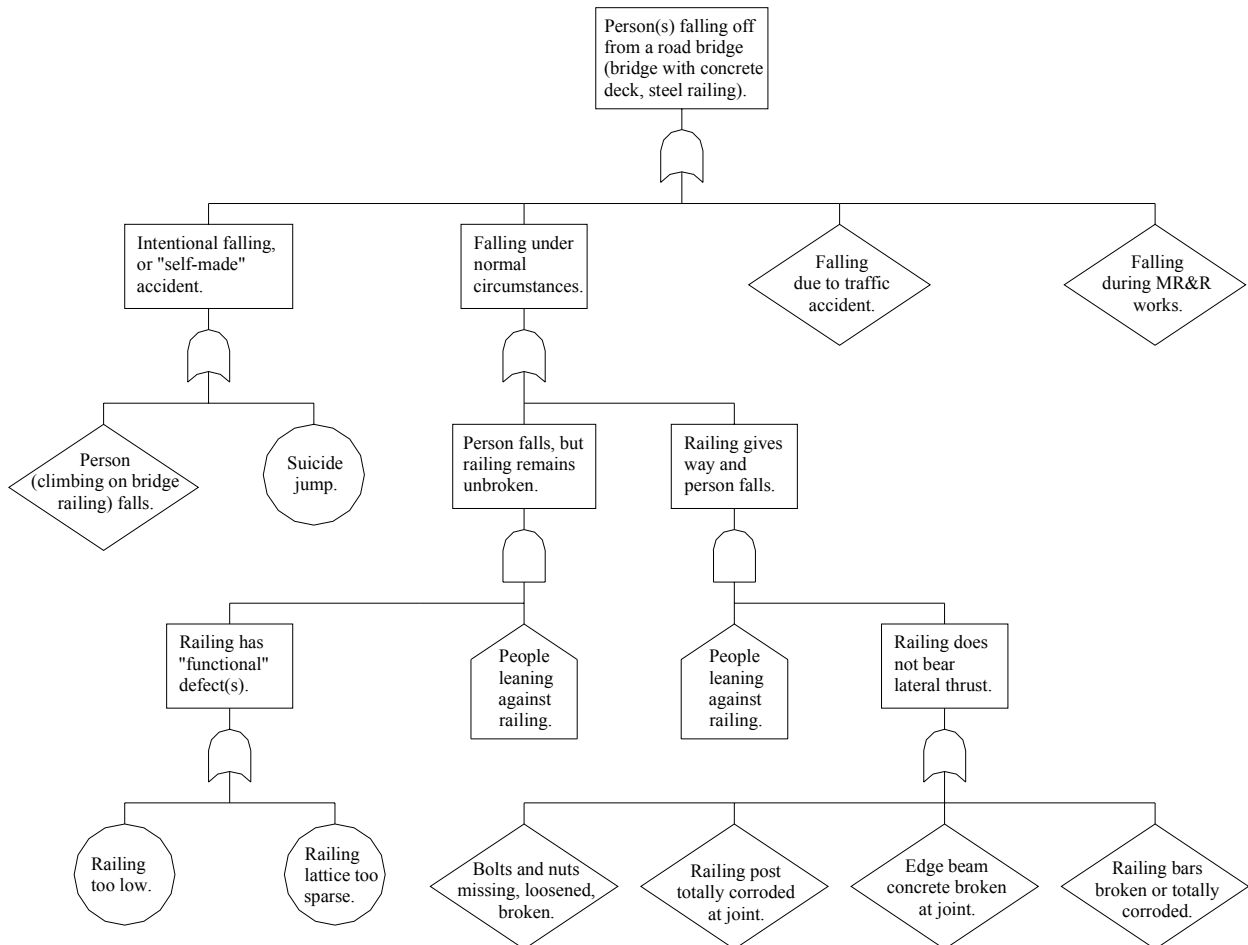 Person(s) falling off
from a road bridge
(bridge with concrete
deck, steel railing).
Intentional falling,
or "self-made"
accident.
Falling under
normal
circumstances.
Falling
due to traffic
accident.
Falling
during MR&R
works.
Person
(climbing on bridge
railing) falls.
Suicide
jump.
Person falls, but
railing remains
unbroken.
Railing gives
way and
person falls.
Railing has
"functional"
defect(s).
People
leaning
against
railing.
People
leaning
against
railing.
Railing does
not bear
lateral thrust.
Railing
too low.
Railing
lattice too
sparse.
Bolts and nuts
missing, loosened,
broken.
Railing post
totally corroded
at joint.
Edge beam
concrete broken
at joint.
Railing bars
broken or totally
corroded.